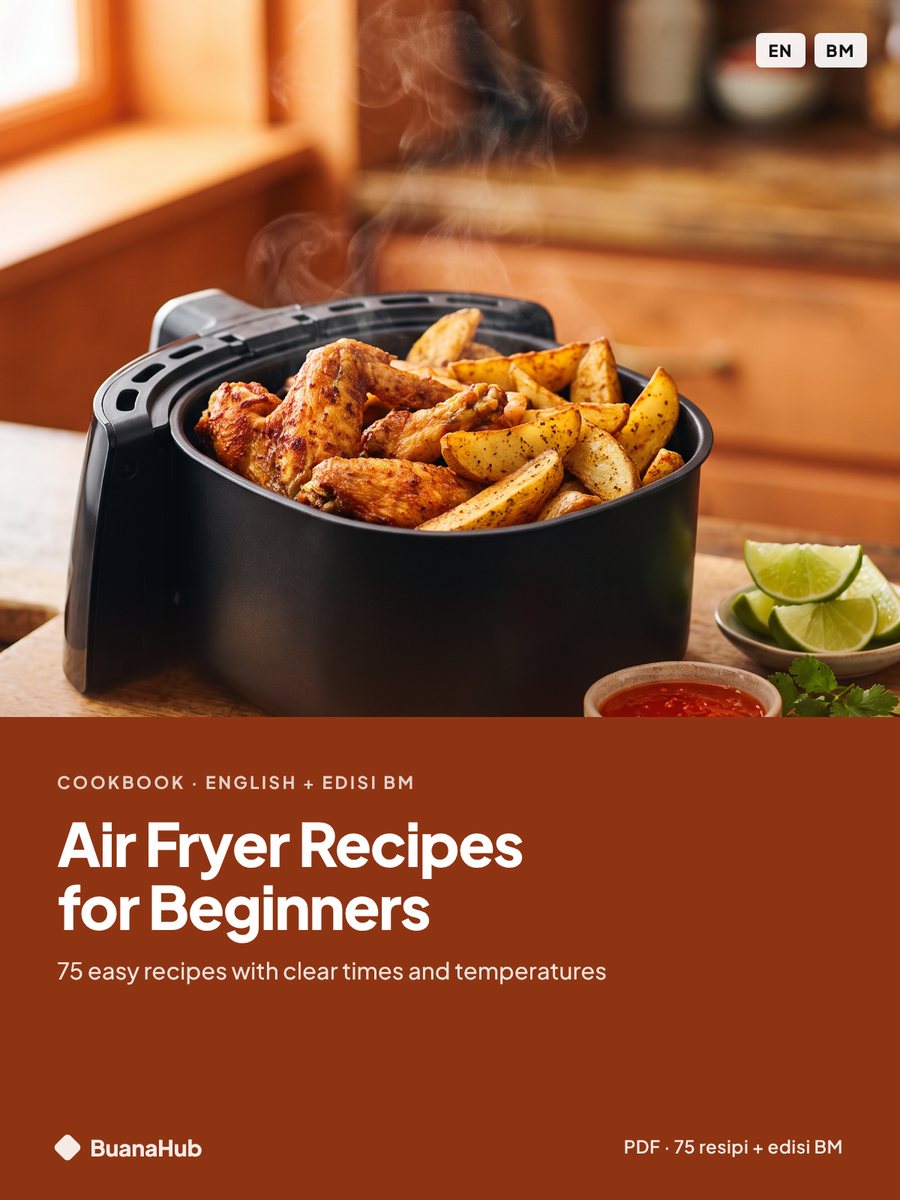 EN BM
COOKBOOK · ENGLISH + EDISI BM
Air Fryer Recipes
for Beginners
75 easy recipes with clear times and temperatures
BuanaHub
PDF · 75 resipi + edisi BM